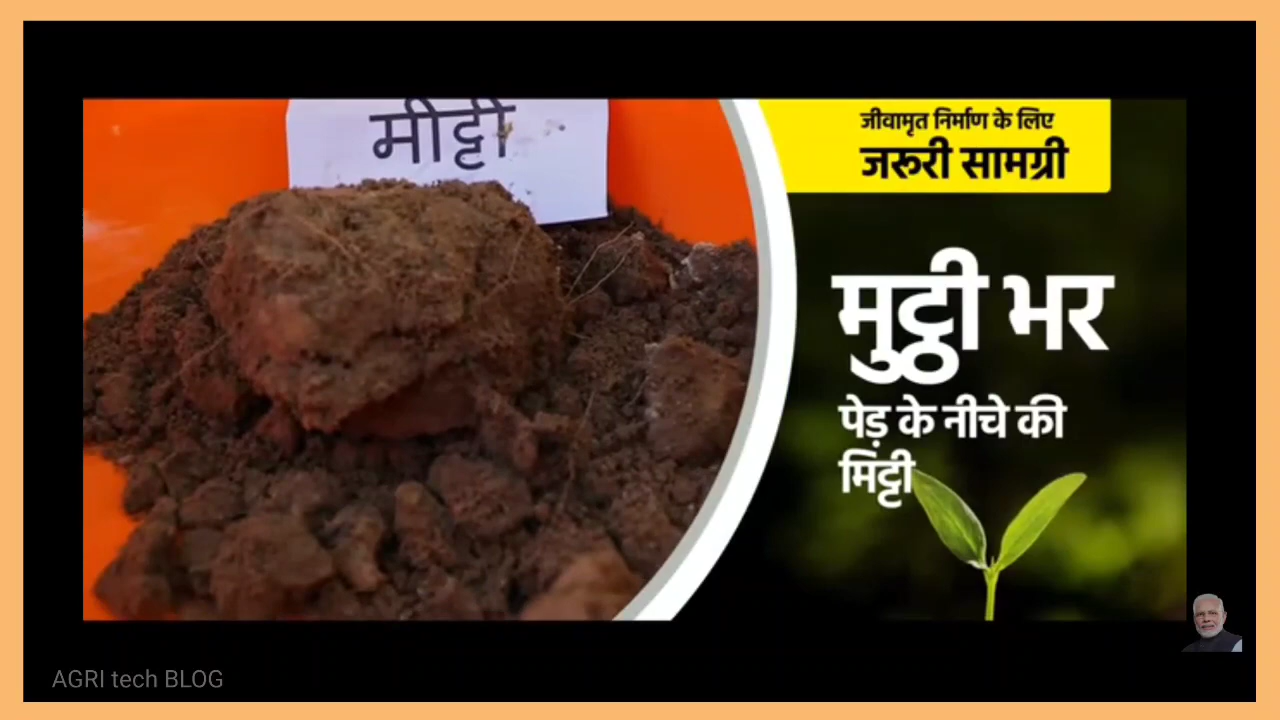 मीट्टी
जीवामृत निर्माण के लिए
जरूरी सामग्री
मुट्ठी भर
पेड़ के नीचे की
मिट्टी
AGRI tech BLOG